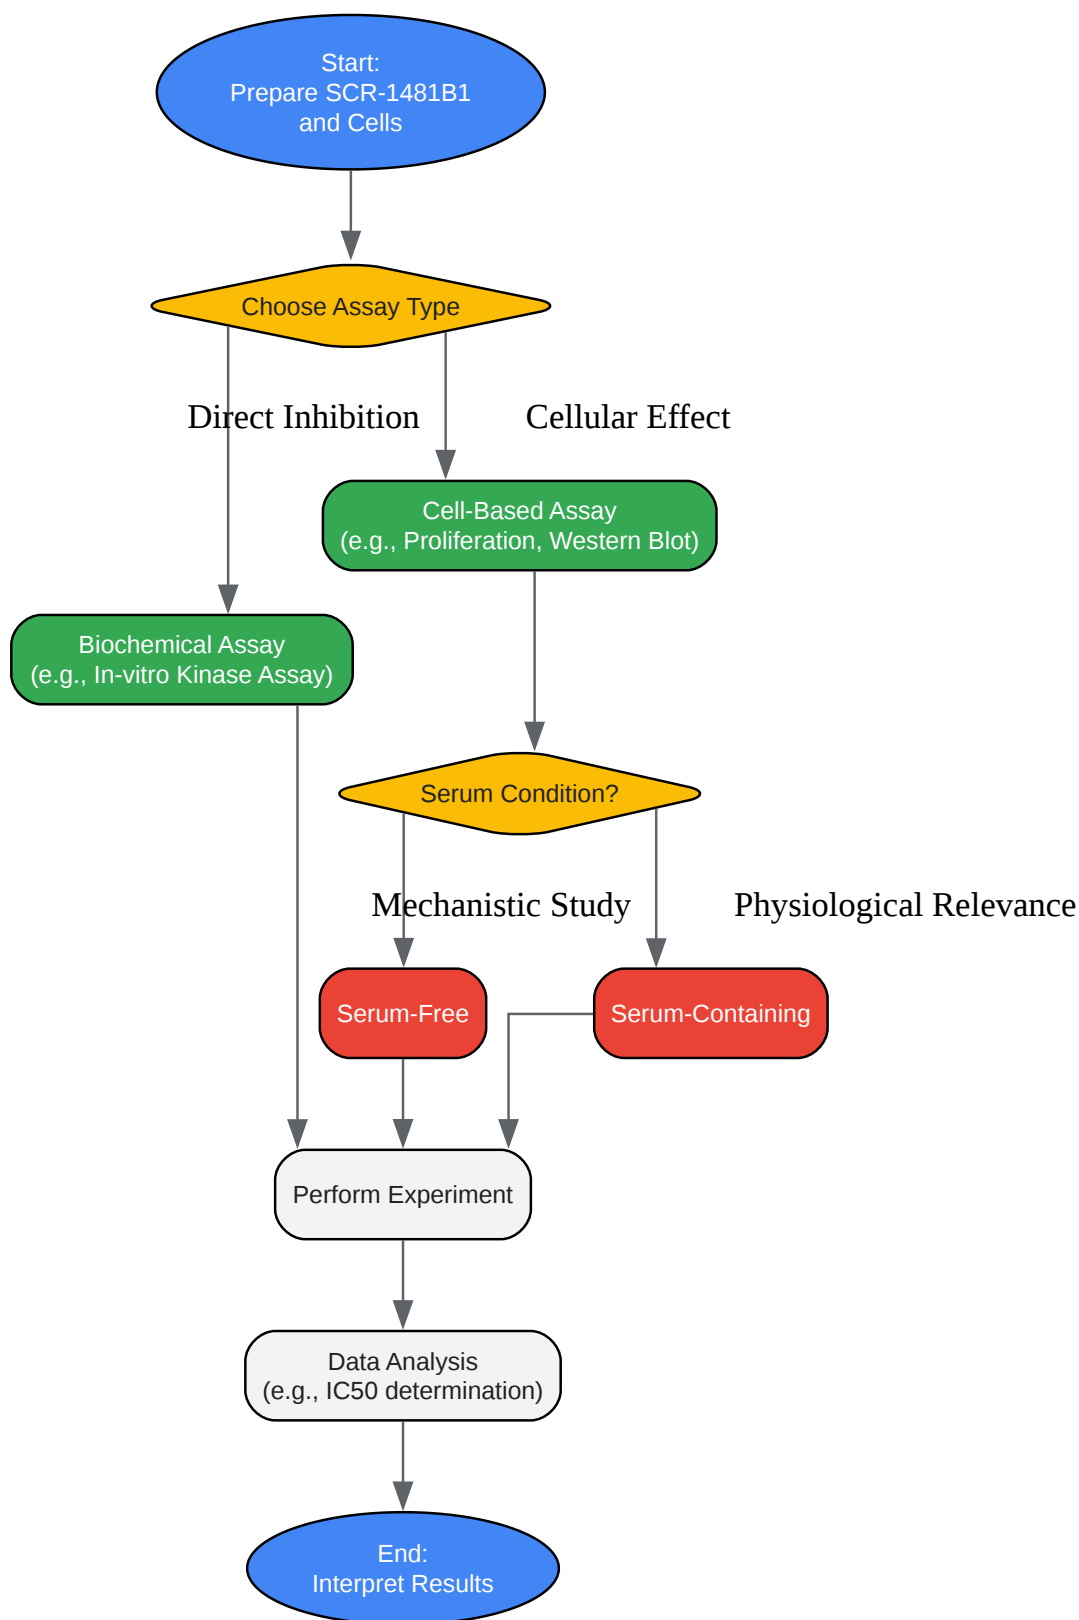 Start:
Prepare SCR-1481B1
and Cells
Choose Assay Type
Direct Inhibition
Cellular Effect
Cell-Based Assay
(e.g., Proliferation, Western Blot)
Biochemical Assay
(e.g., In-vitro Kinase Assay)
Serum Condition?
Mechanistic Study
Physiological Relevance
Serum-Free
Serum-Containing
Perform Experiment
Data Analysis
(e.g., IC50 determination)
End:
Interpret Results